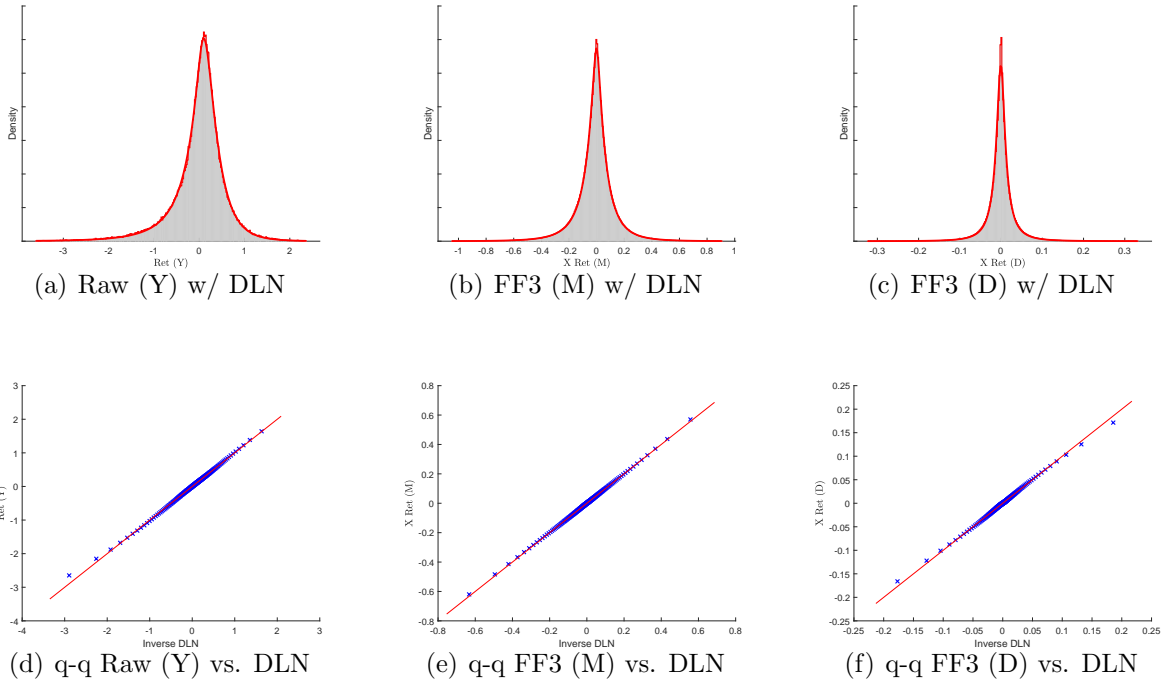 Density
-3 -2 -1 0 1 2
Ret (Y)
(a) Raw (Y) w/ DLN
Density
-1 -0.8 -0.6 -0.4 -0.2 0 0.2 0.4 0.6 0.8 1
X Ret (M)
(b) FF3 (M) w/ DLN
Density
-0.3 -0.2 -0.1 0 0.1 0.2 0.3
X Ret (D)
(c) FF3 (D) w/ DLN
3
2
1
0
-1
-2
-3
-4
Ret (Y)
-4 -3 -2 -1 0 1 2 3
Inverse DLN
(d) q-q Raw (Y) vs. DLN
0.8
0.6
0.4
0.2
0
-0.2
-0.4
-0.6
-0.8
X Ret (M)
-0.8 -0.6 -0.4 -0.2 0 0.2 0.4 0.6 0.8
Inverse DLN
(e) q-q FF3 (M) vs. DLN
0.25
0.2
0.15
0.1
0.05
0
-0.05
-0.1
-0.15
-0.2
-0.25
X Ret (D)
-0.25 -0.2 -0.15 -0.1 -0.05 0 0.05 0.1 0.15 0.2 0.25
Inverse DLN
(f) q-q FF3 (D) vs. DLN